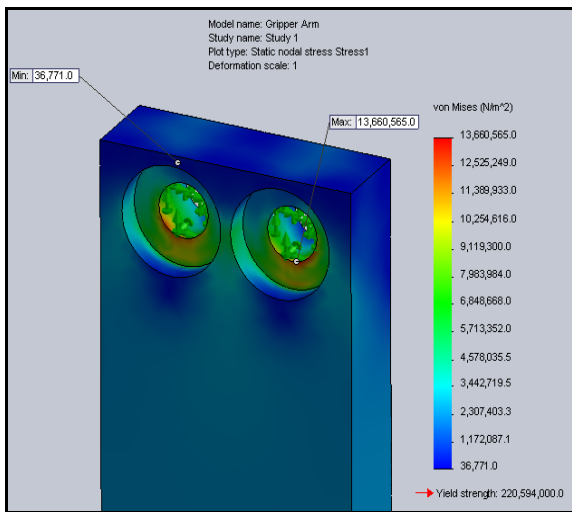 Model name: Gripper Arm
Study name: Study 1
Plot type: Static nodal stress Stress1
Deformation scale: 1
Min: 36,771.0
Max: 13,660,565.0
von Mises (N/m^2)
13,660,565.0
12,525,249.0
11,389,933.0
10,254,616.0
9,119,300.0
7,983,984.0
6,848,668.0
5,713,352.0
4,578,035.5
3,442,719.5
2,307,403.3
1,172,087.1
36,771.0
Yield strength: 220,594,000.0